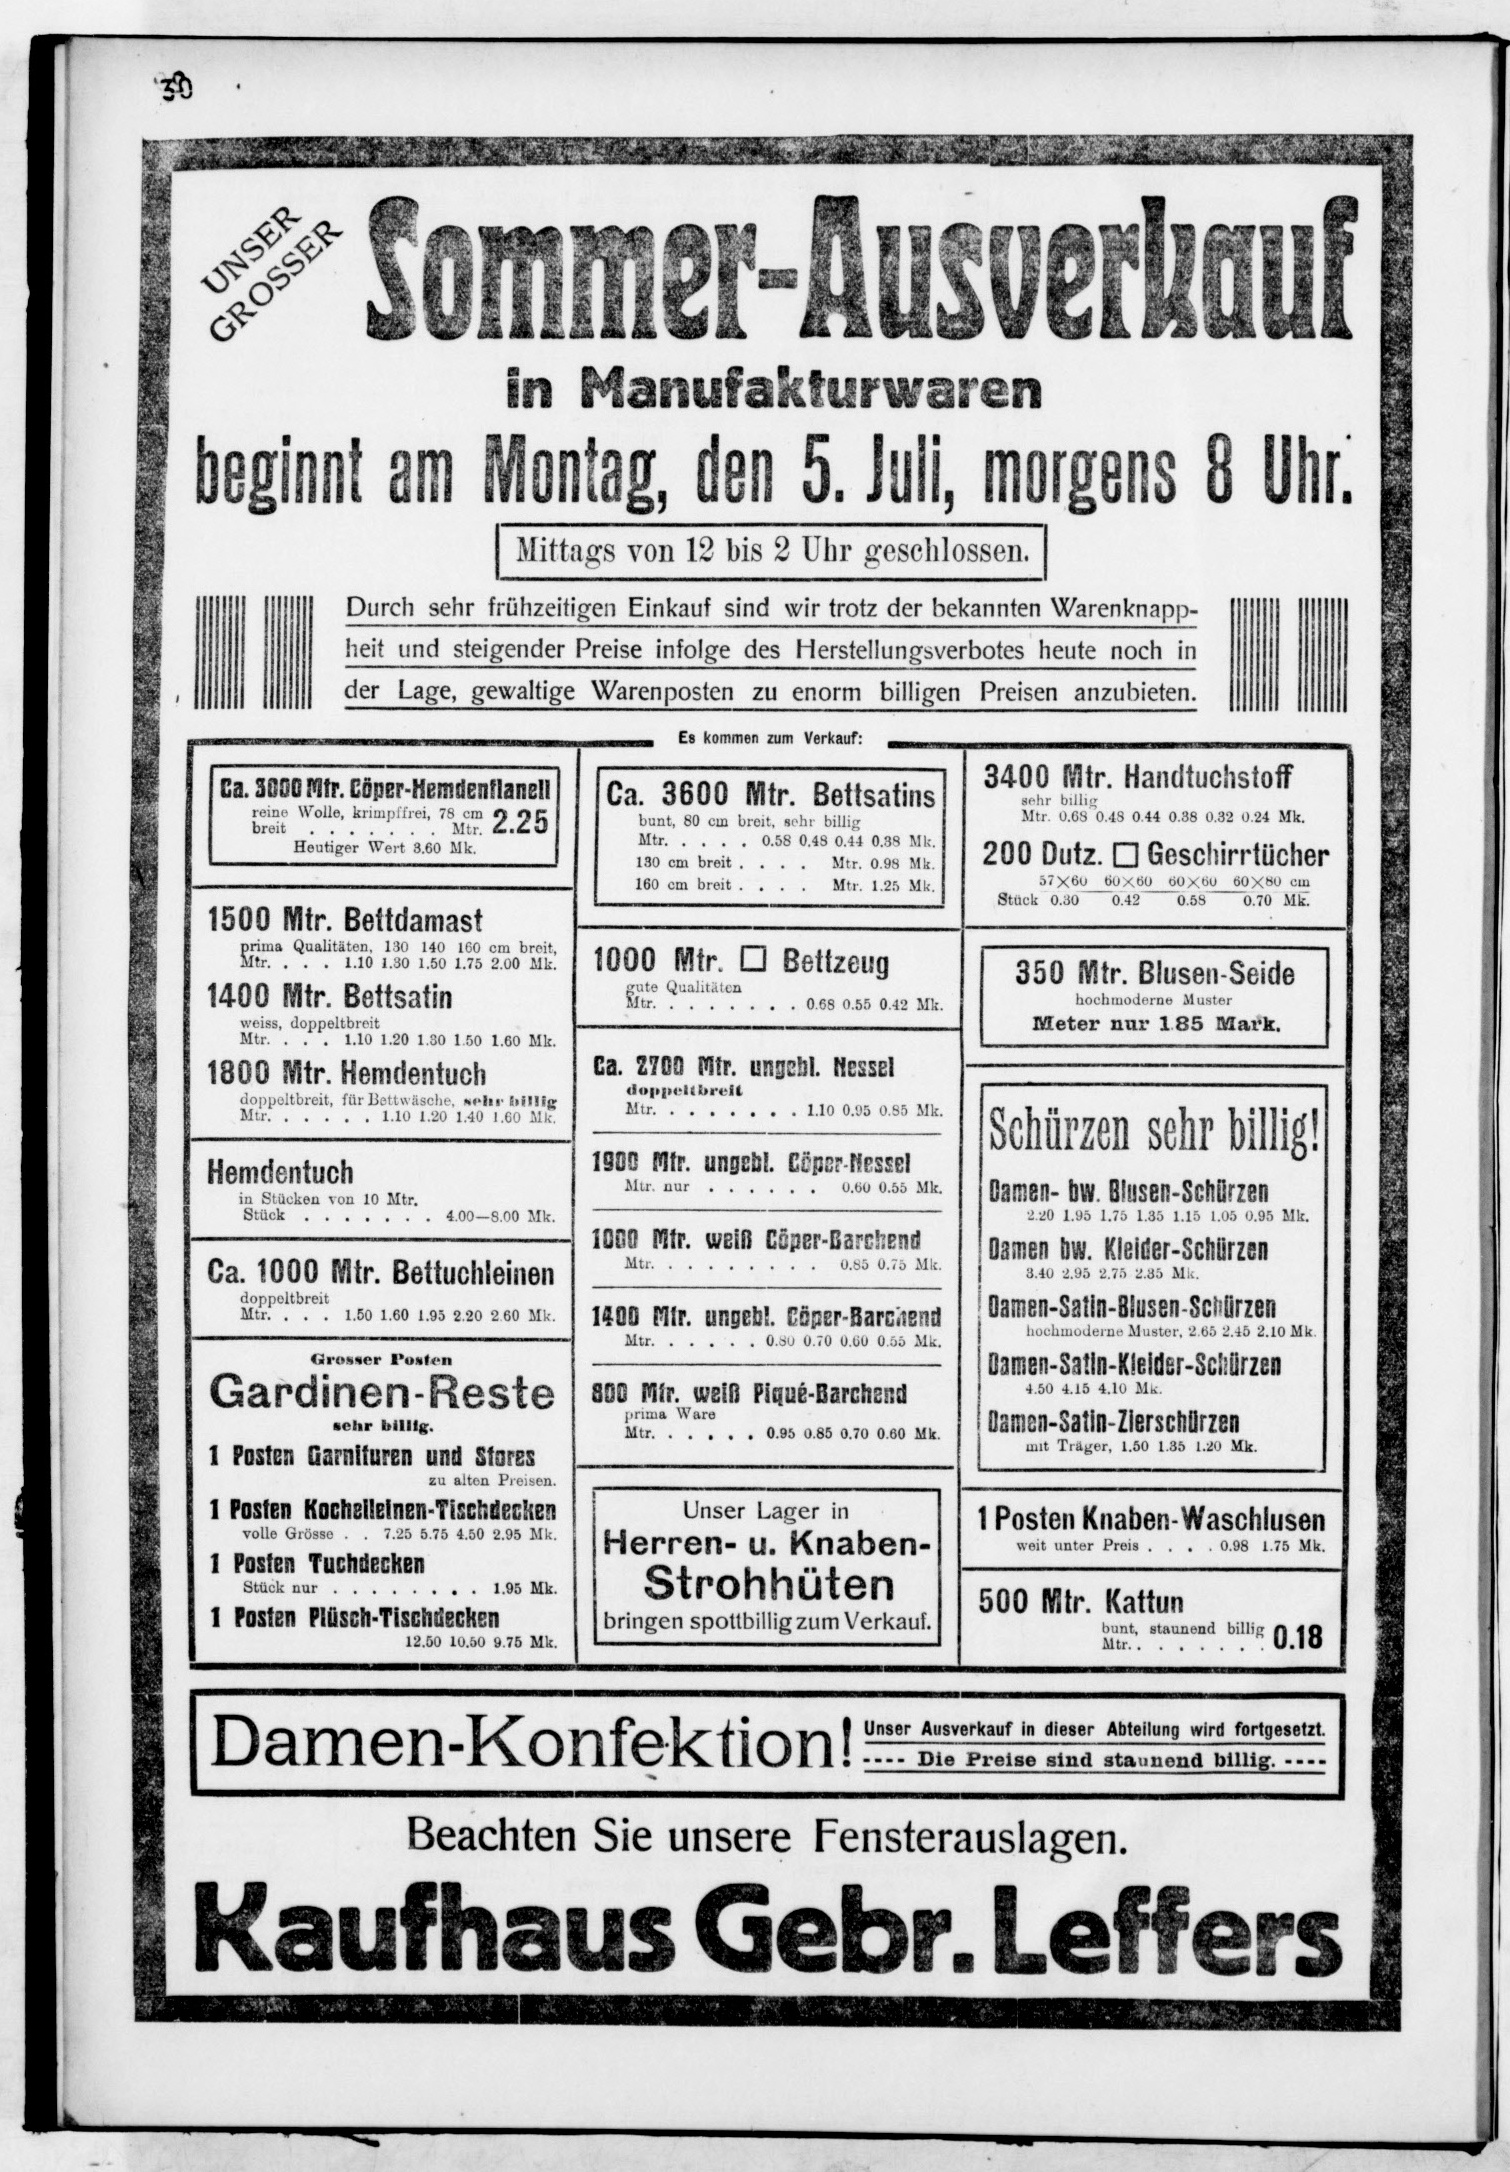 30
UNSER
GROSSER
Sommer-Ausverkauf
in Manufakturwaren
beginnt am Montag, den 5. Juli, morgens 8 Uhr.
Mittags von 12 bis 2 Uhr geschlossen.
Durch sehr frühzeitigen Einkauf sind wir trotz der bekannten Warenknapp-
heit und steigender Preise infolge des Herstellungsverbotes heute noch in
der Lage, gewaltige Warenposten zu enorm billigen Preisen anzubieten.
Es kommen zum Verkauf:
Ca. 3000 Mtr. Cöper-Hemdenflanell
reine Wolle, krimpffrei, 78 cm
breit . . . . . . . Mtr. 2.25
Heutiger Wert 3.60 Mk.
1500 Mtr. Bettdamast
prima Qualitäten, 130 140 160 cm breit,
Mtr. . . . 1.10 1.30 1.50 1.75 2.00 Mk.
1400 Mtr. Bettsatin
weiss, doppeltbreit
Mtr. . . . 1.10 1.20 1.30 1.50 1.60 Mk.
1800 Mtr. Hemdentuch
doppeltbreit, für Bettwäsche, sehr billig
Mtr. . . . . . 1.10 1.20 1.40 1.60 Mk.
Hemdentuch
in Stücken von 10 Mtr.
Stück . . . . . . . 4.00—8.00 Mk.
Ca. 1000 Mtr. Bettuchleinen
doppeltbreit
Mtr. . . . 1.50 1.60 1.95 2.20 2.60 Mk.
Grosser Posten
Gardinen-Reste
sehr billig.
1 Posten Garnituren und Stores
zu alten Preisen.
1 Posten Kochelleinen-Tischdecken
volle Grösse . . 7.25 5.75 4.50 2.95 Mk.
1 Posten Tuchdecken
Stück nur . . . . . . . . 1.95 Mk.
1 Posten Plüsch-Tischdecken
12.50 10.50 9.75 Mk.
Ca. 3600 Mtr. Bettsatins
bunt, 80 cm breit, sehr billig
Mtr. . . . . 0.58 0.48 0.44 0.38 Mk.
130 cm breit . . . . Mtr. 0.98 Mk.
160 cm breit . . . . Mtr. 1.25 Mk.
1000 Mtr. □ Bettzeug
gute Qualitäten
Mtr. . . . . . . . 0.68 0.55 0.42 Mk.
Ca. 2700 Mtr. ungebl. Nessel
doppeltbreit
Mtr. . . . . . . . 1.10 0.95 0.85 Mk.
1900 Mtr. ungebl. Cöper-Nessel
Mtr. nur . . . . . . 0.60 0.55 Mk.
1000 Mtr. weiß Cöper-Barchend
Mtr. . . . . . . . . 0.85 0.75 Mk.
1400 Mtr. ungebl. Cöper-Barchend
Mtr. . . . . . 0.80 0.70 0.60 0.55 Mk.
800 Mtr. weiß Piqué-Barchend
prima Ware
Mtr. . . . . . 0.95 0.85 0.70 0.60 Mk.
Unser Lager in
Herren- u. Knaben-
Strohhüten
bringen spottbillig zum Verkauf.
3400 Mtr. Handtuchstoff
sehr billig
Mtr. 0.68 0.48 0.44 0.38 0.32 0.24 Mk.
200 Dutz. □ Geschirrtücher
57×60 60×60 60×60 60×80 cm
Stück 0.30 0.42 0.58 0.70 Mk.
350 Mtr. Blusen-Seide
hochmoderne Muster
Meter nur 1.85 Mark.
Schürzen sehr billig!
Damen- bw. Blusen-Schürzen
2.20 1.95 1.75 1.35 1.15 1.05 0.95 Mk.
Damen bw. Kleider-Schürzen
3.40 2.95 2.75 2.35 Mk.
Damen-Satin-Blusen-Schürzen
hochmoderne Muster, 2.65 2.45 2.10 Mk.
Damen-Satin-Kleider-Schürzen
4.50 4.15 4.10 Mk.
Damen-Satin-Zierschürzen
mit Träger, 1.50 1.35 1.20 Mk.
1 Posten Knaben-Waschlusen
weit unter Preis . . . . 0.98 1.75 Mk.
500 Mtr. Kattun
bunt, staunend billig
Mtr. . . . . . . . 0.18
Damen-Konfektion!
Unser Ausverkauf in dieser Abteilung wird fortgesetzt.
---- Die Preise sind staunend billig. ----
Beachten Sie unsere Fensterauslagen.
Kaufhaus Gebr. Leffers